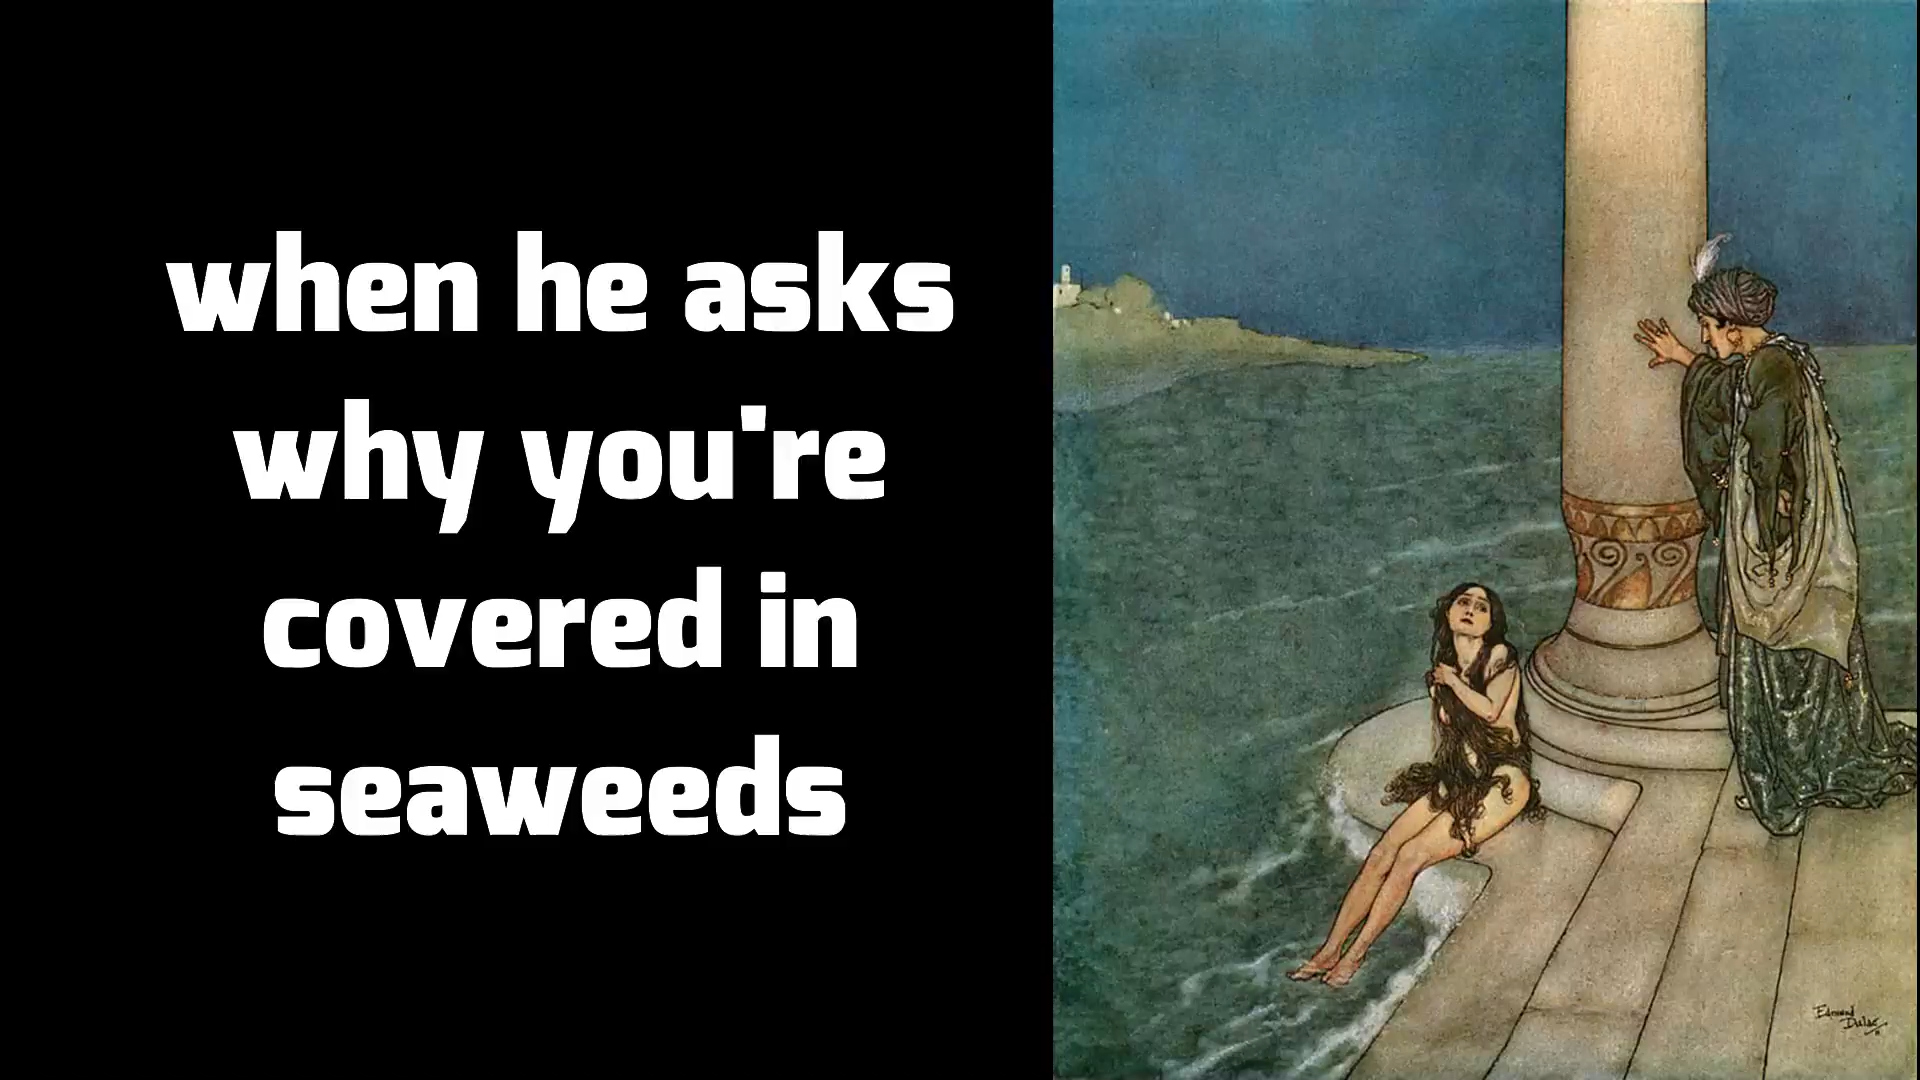 when he asks
why you're
covered in
seaweeds
Edmund
Dulac